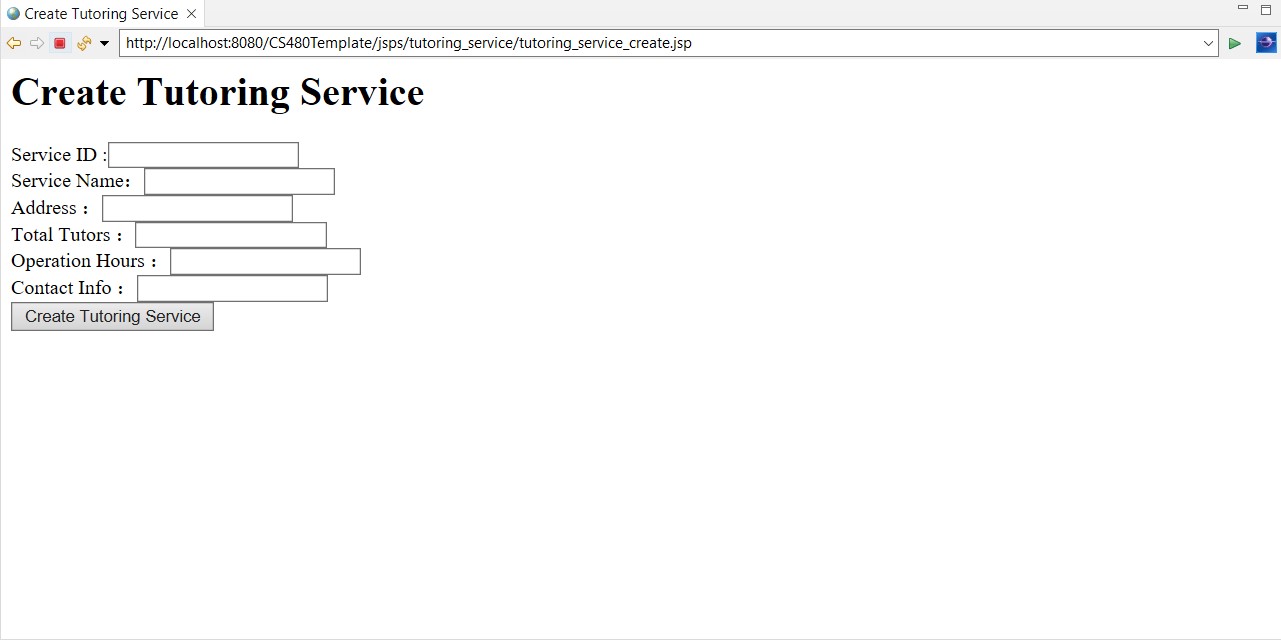 Create Tutoring Service
http://localhost:8080/CS480Template/jsps/tutoring_service/tutoring_service_create.jsp
Create Tutoring Service
Service ID :
Service Name：
Address ：
Total Tutors ：
Operation Hours ：
Contact Info ：
Create Tutoring Service